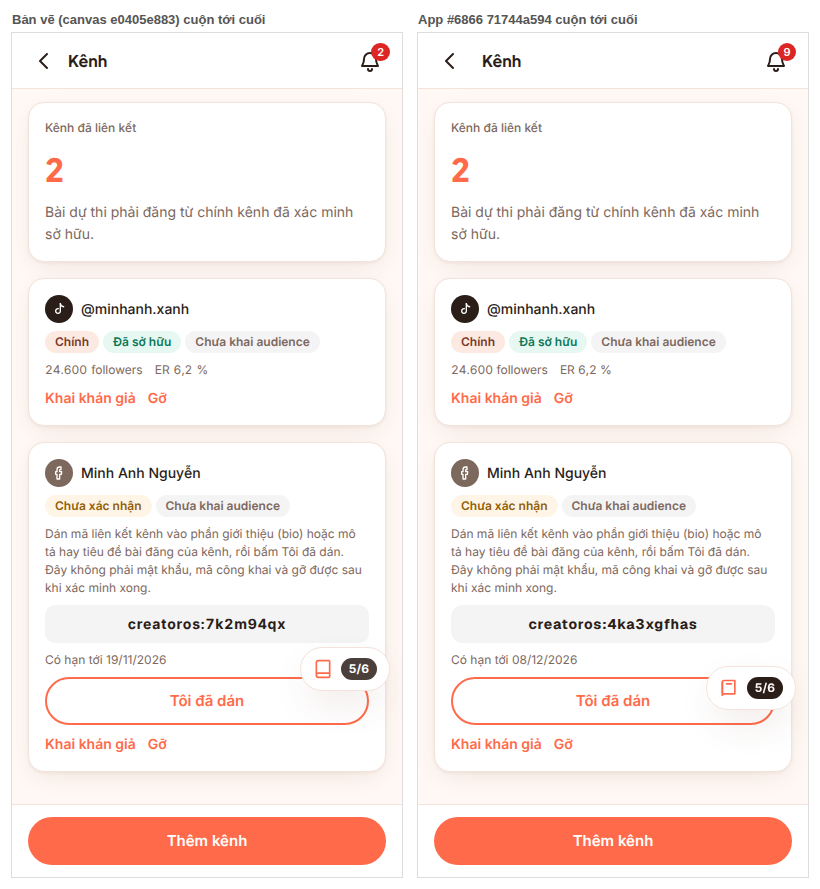 Bản vẽ (canvas e0405e883) cuộn tới cuối
Kênh
2
Kênh đã liên kết
2
Bài dự thi phải đăng từ chính kênh đã xác minh
sở hữu.
@minhanh.xanh
Chính Đã sở hữu Chưa khai audience
24.600 followers ER 6,2 %
Khai khán giả Gỡ
Minh Anh Nguyễn
Chưa xác nhận Chưa khai audience
Dán mã liên kết kênh vào phần giới thiệu (bio) hoặc mô
tả hay tiêu đề bài đăng của kênh, rồi bấm Tôi đã dán.
Đây không phải mật khẩu, mã công khai và gỡ được sau
khi xác minh xong.
creatoros:7k2m94qx
Có hạn tới 19/11/2026
5/6
Tôi đã dán
Khai khán giả Gỡ
Thêm kênh
App #6866 71744a594 cuộn tới cuối
Kênh
9
Kênh đã liên kết
2
Bài dự thi phải đăng từ chính kênh đã xác minh
sở hữu.
@minhanh.xanh
Chính Đã sở hữu Chưa khai audience
24.600 followers ER 6,2 %
Khai khán giả Gỡ
Minh Anh Nguyễn
Chưa xác nhận Chưa khai audience
Dán mã liên kết kênh vào phần giới thiệu (bio) hoặc mô
tả hay tiêu đề bài đăng của kênh, rồi bấm Tôi đã dán.
Đây không phải mật khẩu, mã công khai và gỡ được sau
khi xác minh xong.
creatoros:4ka3xgfhas
Có hạn tới 08/12/2026
5/6
Tôi đã dán
Khai khán giả Gỡ
Thêm kênh